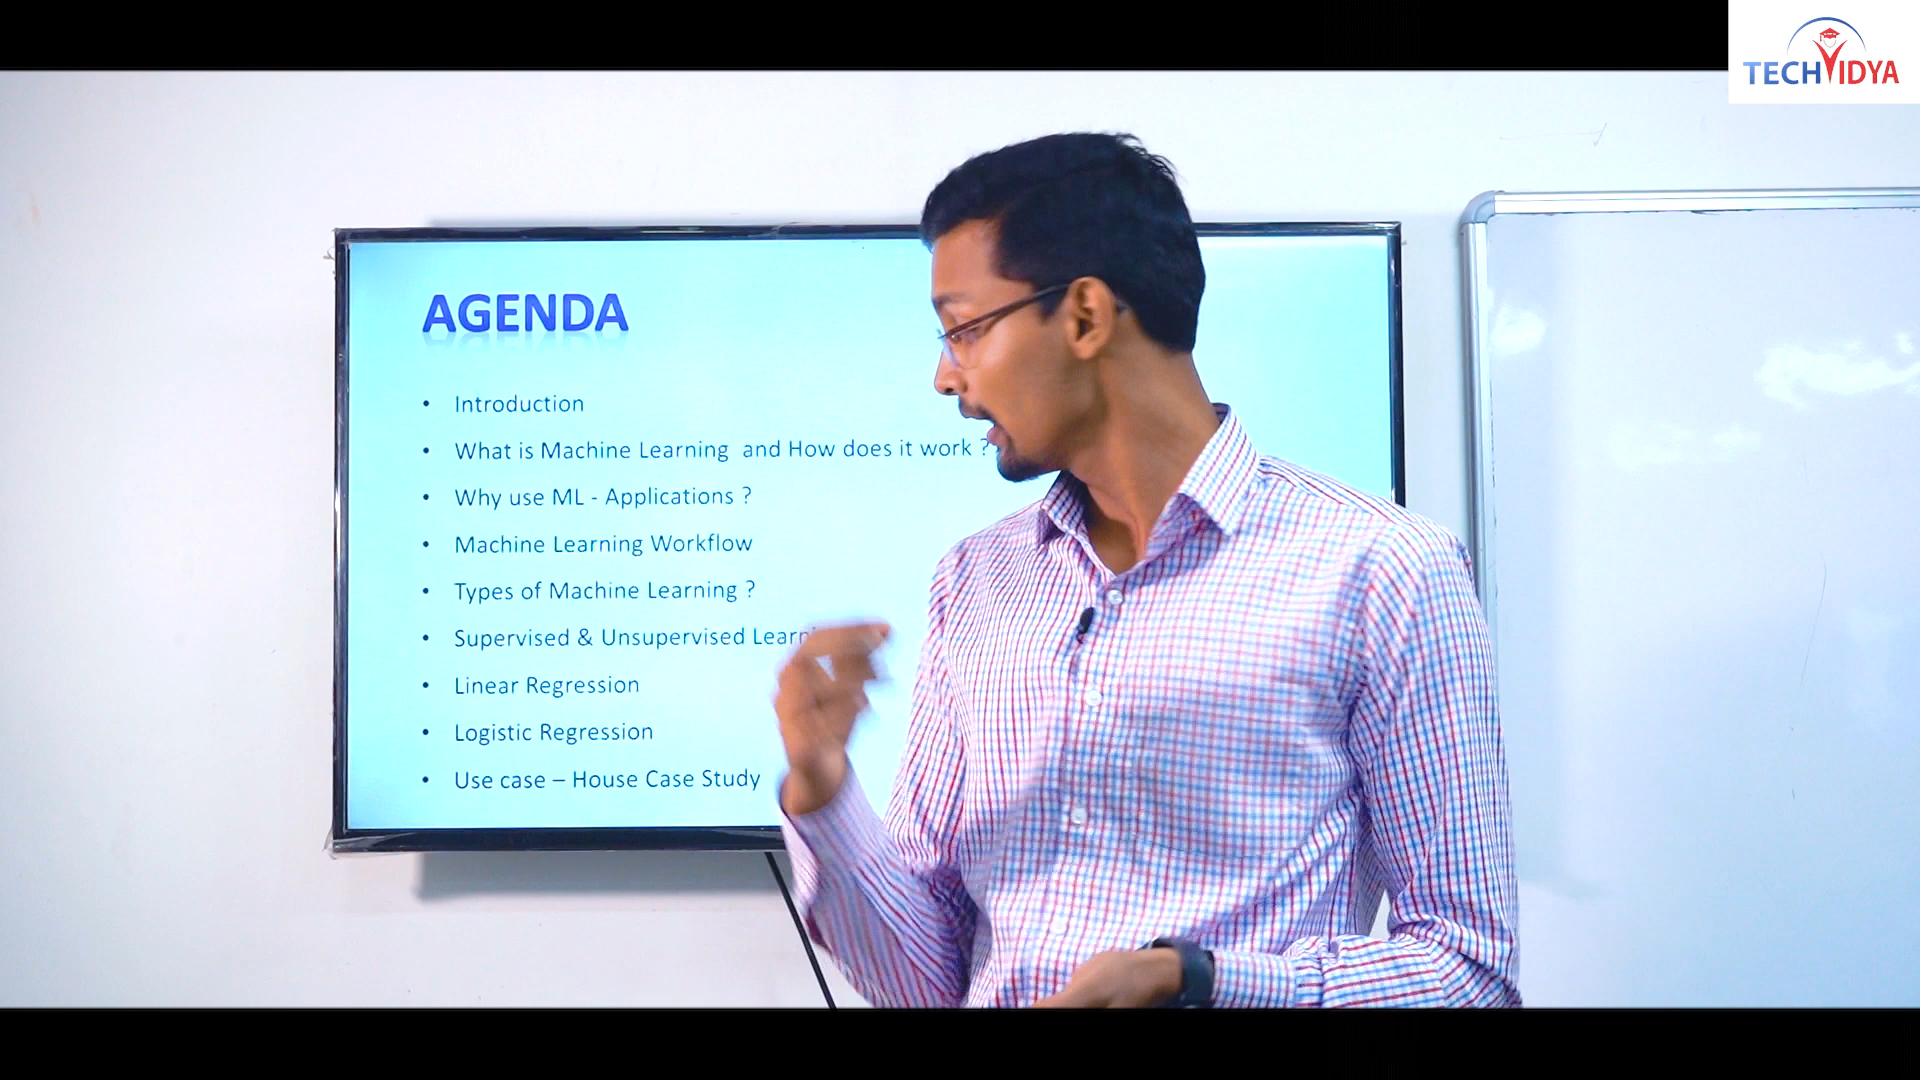 TECHVIDYA
AGENDA
• Introduction
• What is Machine Learning and How does it work ?
• Why use ML - Applications ?
• Machine Learning Workflow
• Types of Machine Learning ?
• Supervised & Unsupervised
• Linear Regression
• Logistic Regression
• Use case – House Case Study